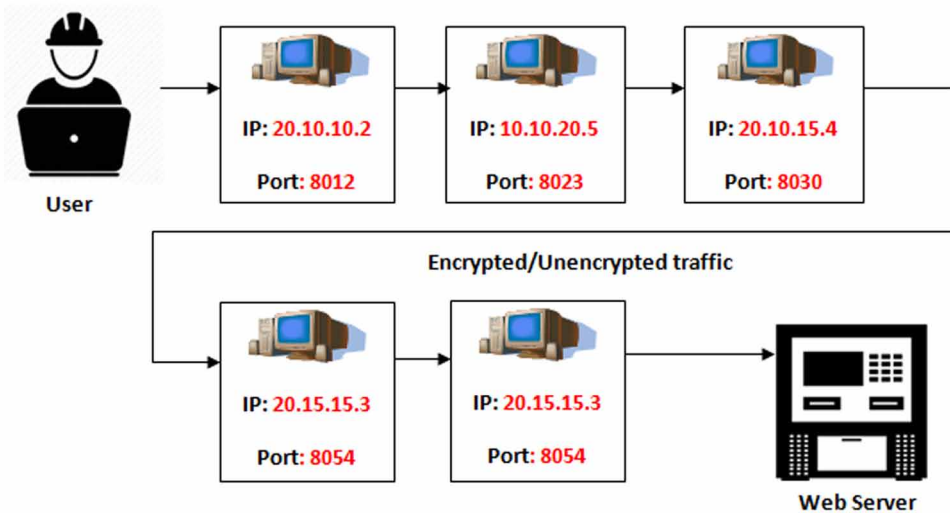 IP: 20.10.10.2
Port: 8012
IP: 10.10.20.5
Port: 8023
IP: 20.10.15.4
Port: 8030
User
Encrypted/Unencrypted traffic
IP: 20.15.15.3
Port: 8054
IP: 20.15.15.3
Port: 8054
Web Server